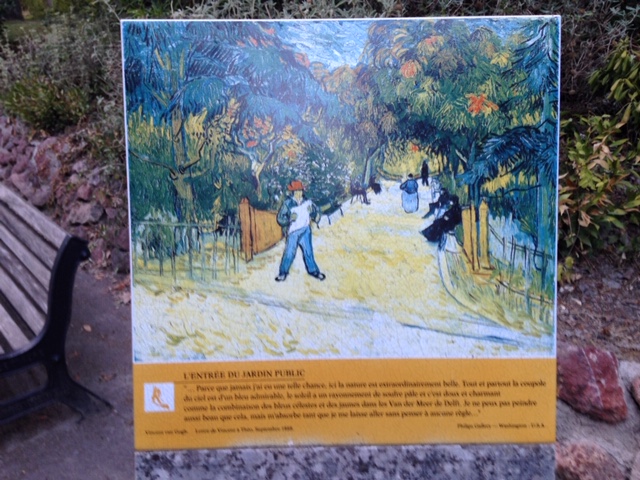 L'ENTRÉE DU JARDIN PUBLIC
"... Parce que jamais j'ai eu une telle chance, ici la nature est extraordinairement belle. Tout et partout la coupole
du ciel est d'un bleu admirable, le soleil a un rayonnement de soufre pâle et c'est doux et charmant
comme la combinaison des bleus célestes et des jaunes dans les Van der Meer de Delft. Je ne peux pas peindre
aussi beau que cela, mais m'absorbe tant que je me laisse aller sans penser à aucune règle..."
Vincent van Gogh. Lettre de Vincent à Théo, Septembre 1888. Philips Gallery — Washington - U.S.A.